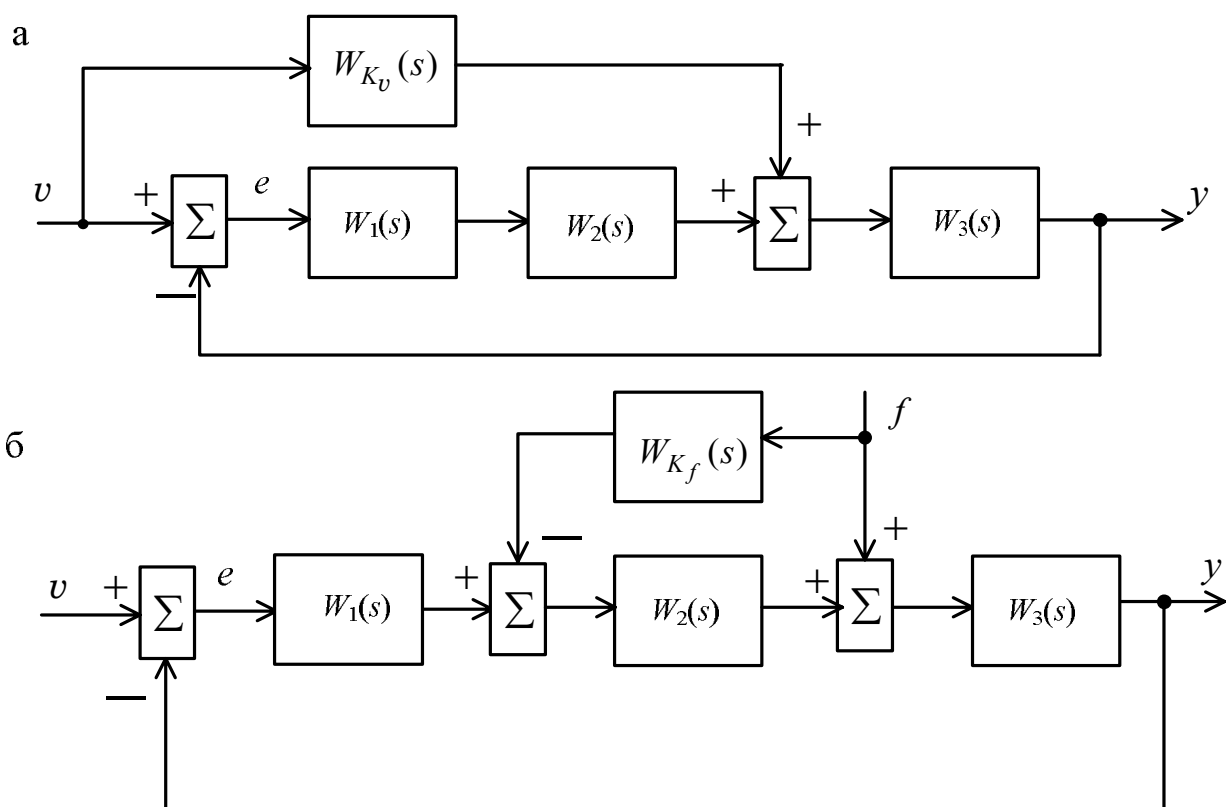 а
W_{K_v}(s)
+
v + Σ e W₁(s) W₂(s) + Σ W₃(s) y
—
f
б
W_{K_f}(s)
— +
v + Σ e W₁(s) + Σ W₂(s) + Σ W₃(s) y
—